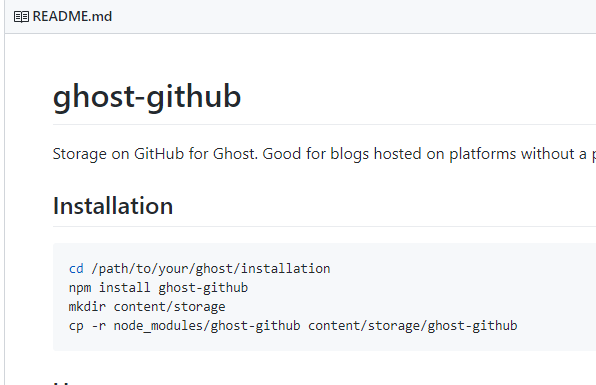 README.md
ghost-github
Storage on GitHub for Ghost. Good for blogs hosted on platforms without a
Installation
cd /path/to/your/ghost/installation
npm install ghost-github
mkdir content/storage
cp -r node_modules/ghost-github content/storage/ghost-github